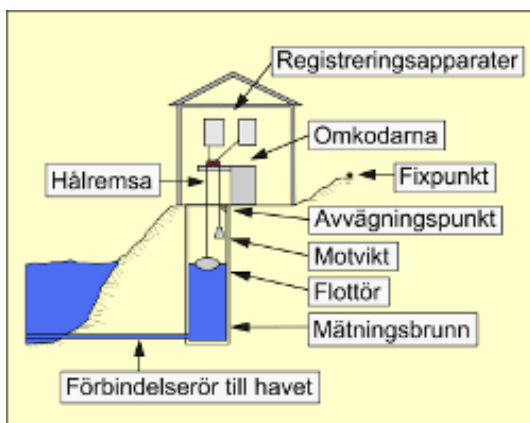 Registreringsapparater
Omkodarna
Hålremsa
Fixpunkt
Avvägningspunkt
Motvikt
Flottör
Mätningsbrunn
Förbindelserör till havet